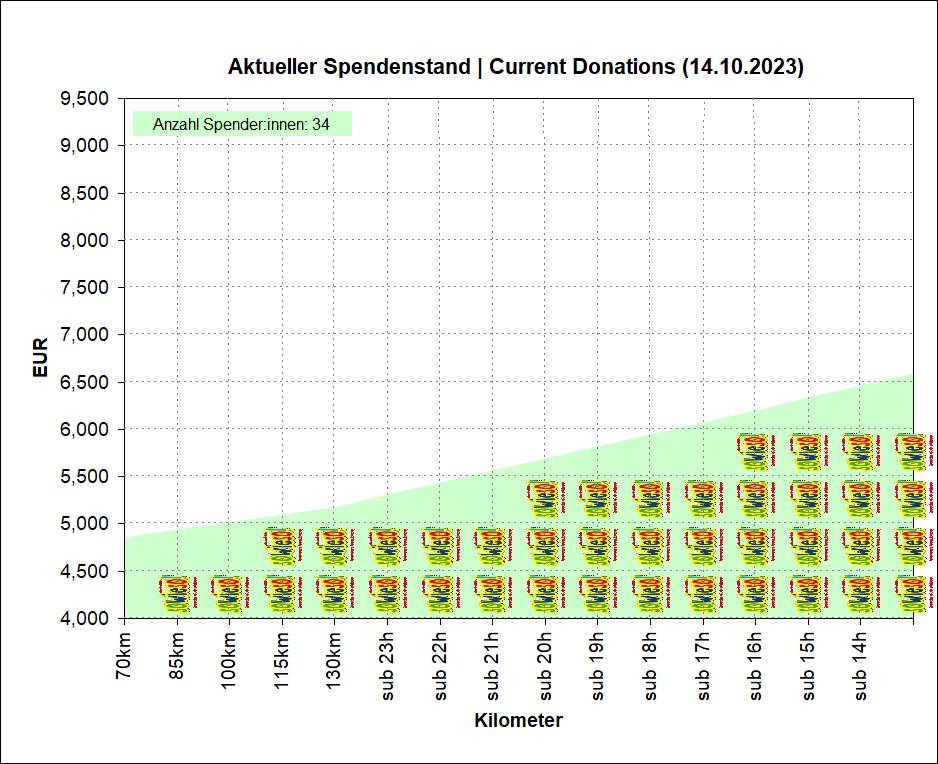 Aktueller Spendenstand | Current Donations (14.10.2023)
9,500
Anzahl Spender:innen: 34
9,000
8,500
8,000
7,500
7,000
EUR
6,500
6,000
5,500
5,000
4,500
4,000
70km
85km
100km
115km
130km
sub 23h
sub 22h
sub 21h
sub 20h
sub 19h
sub 18h
sub 17h
sub 16h
sub 15h
sub 14h
Kilometer